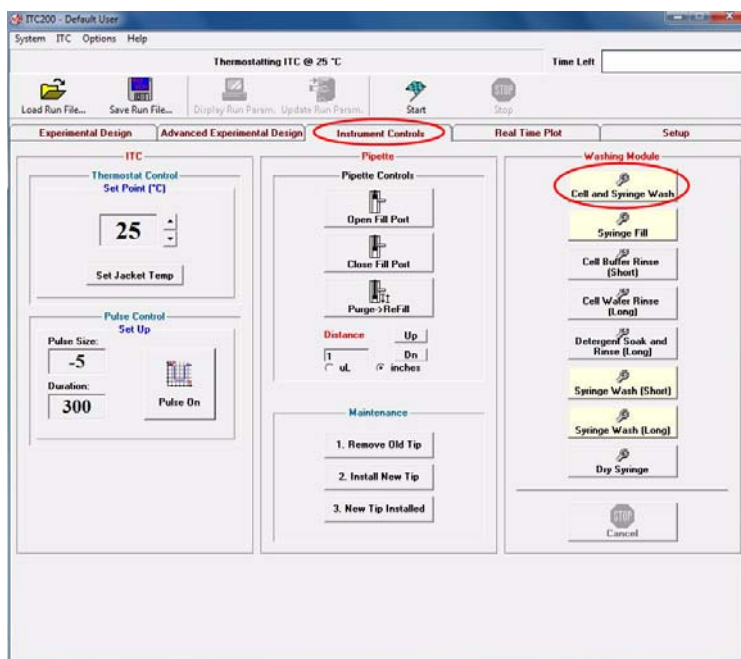 ITC200 - Default User
System ITC Options Help
Thermostatting ITC @ 25 °C
Time Left
Load Run File...
Save Run File...
Display Run Param.
Update Run Param.
Start
STOP
Stop
Experimental Design
Advanced Experimental Design
Instrument Controls
Real Time Plot
Setup
ITC
Thermostat Control
Set Point (°C)
25
Set Jacket Temp
Pulse Control
Set Up
Pulse Size:
-5
Duration:
300
Pulse On
Pipette
Pipette Controls
Open Fill Port
Close Fill Port
Purge->ReFill
Distance
Up
1
Dn
uL
inches
Maintenance
1. Remove Old Tip
2. Install New Tip
3. New Tip Installed
Washing Module
Cell and Syringe Wash
Syringe Fill
Cell Buffer Rinse
(Short)
Cell Water Rinse
(Long)
Detergent Soak and
Rinse (Long)
Syringe Wash (Short)
Syringe Wash (Long)
Dry Syringe
STOP
Cancel